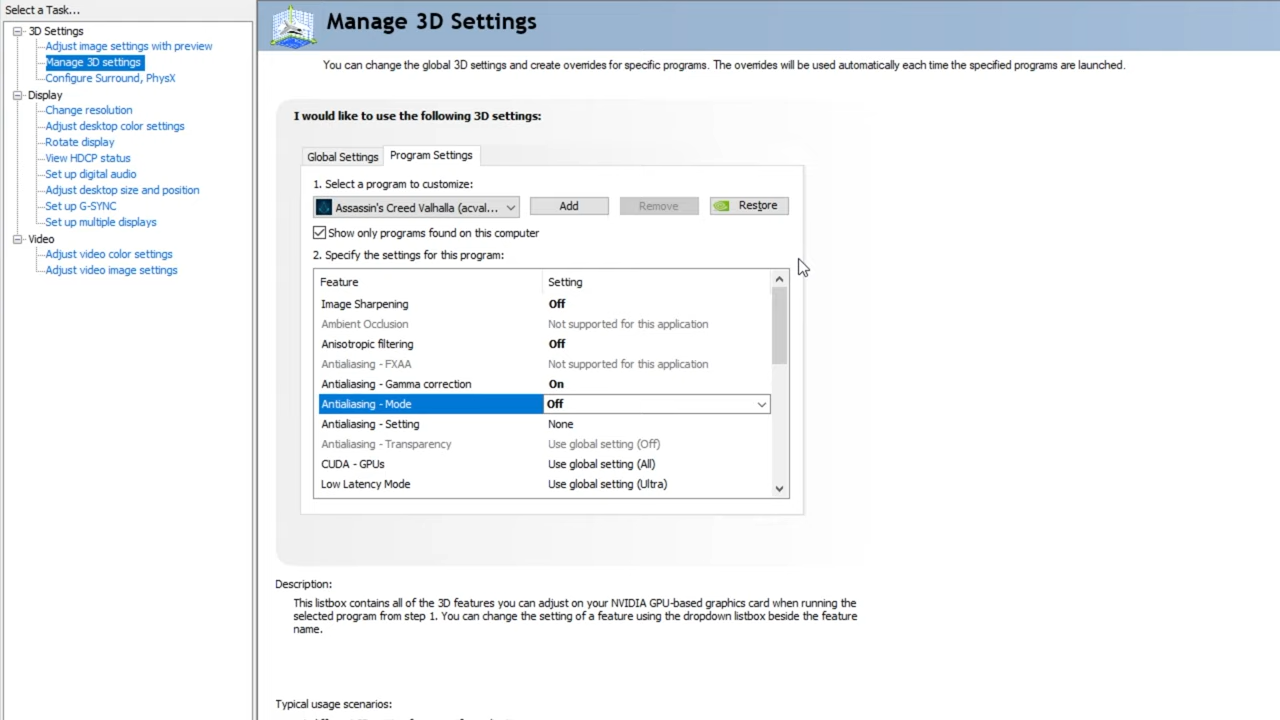 Select a Task...
3D Settings
Adjust image settings with preview
Manage 3D settings
Configure Surround, PhysX
Display
Change resolution
Adjust desktop color settings
Rotate display
View HDCP status
Set up digital audio
Adjust desktop size and position
Set up G-SYNC
Set up multiple displays
Video
Adjust video color settings
Adjust video image settings
Manage 3D Settings
You can change the global 3D settings and create overrides for specific programs. The overrides will be used automatically each time the specified programs are launched.
I would like to use the following 3D settings:
Global Settings Program Settings
1. Select a program to customize:
Assassin's Creed Valhalla (acval... Add Remove Restore
Show only programs found on this computer
2. Specify the settings for this program:
Feature Setting
Image Sharpening Off
Ambient Occlusion Not supported for this application
Anisotropic filtering Off
Antialiasing - FXAA Not supported for this application
Antialiasing - Gamma correction On
Antialiasing - Mode Off
Antialiasing - Setting None
Antialiasing - Transparency Use global setting (Off)
CUDA - GPUs Use global setting (All)
Low Latency Mode Use global setting (Ultra)
Description:
This listbox contains all of the 3D features you can adjust on your NVIDIA GPU-based graphics card when running the
selected program from step 1. You can change the setting of a feature using the dropdown listbox beside the feature
name.
Typical usage scenarios: